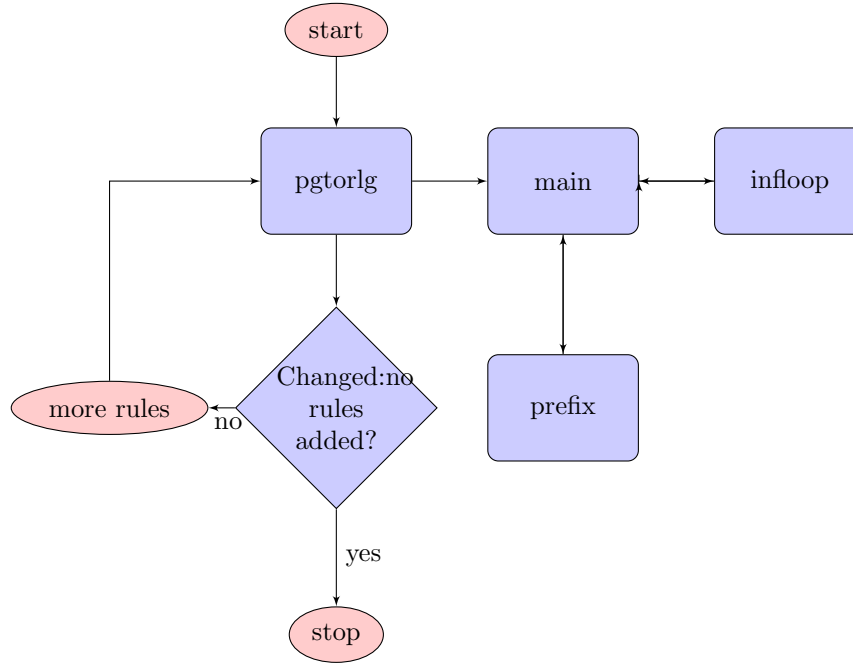 start
pgtorlg
main
infloop
Changed:no
rules
added?
more rules
no
prefix
yes
stop